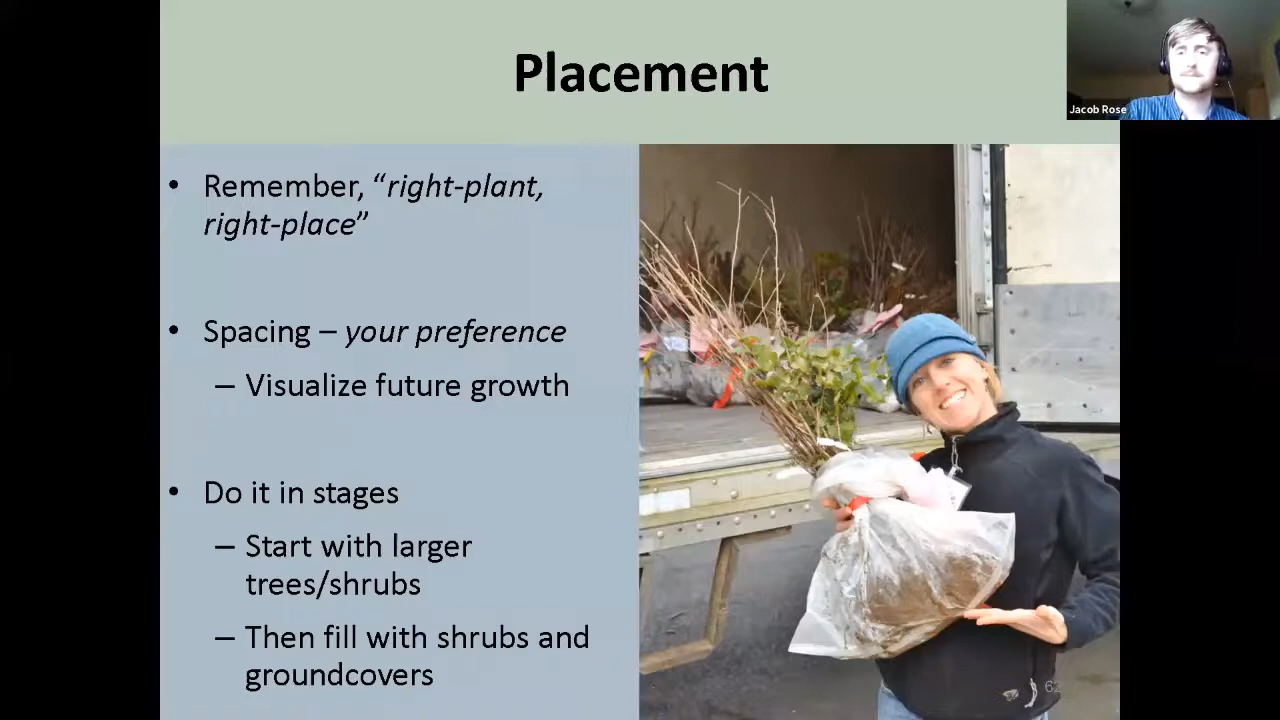 Placement
Jacob Rose
• Remember, “right-plant,
right-place”
• Spacing – your preference
– Visualize future growth
• Do it in stages
– Start with larger
trees/shrubs
– Then fill with shrubs and
groundcovers